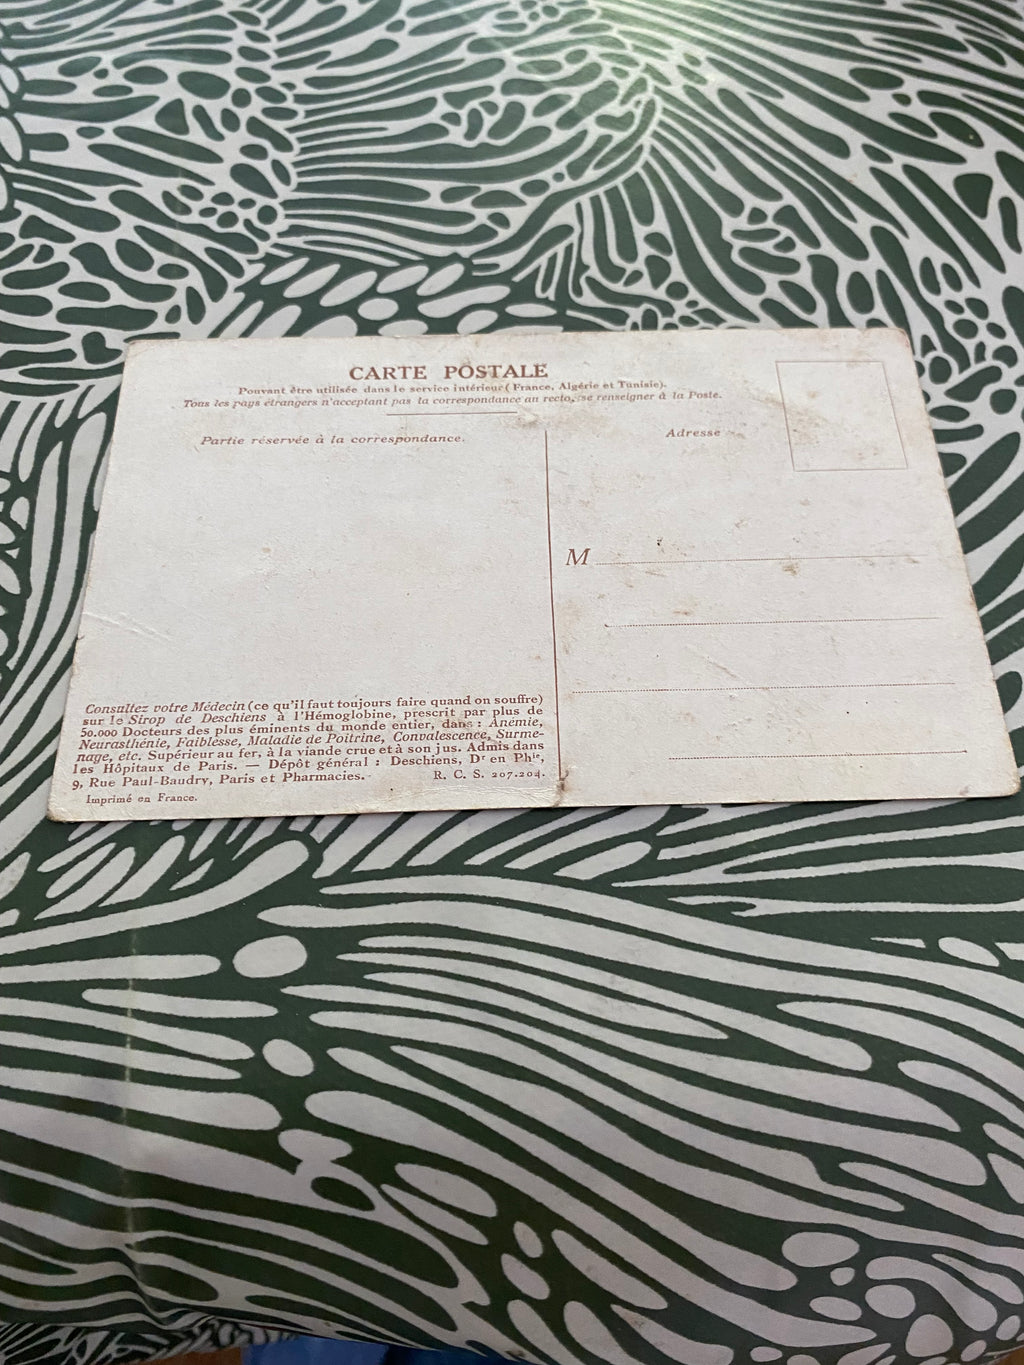 CARTE POSTALE
Pouvant être utilisée dans le service intérieur (France, Algérie et Tunisie).
Tous les pays étrangers n'acceptant pas la correspondance au recto, se renseigner à la Poste.
Partie réservée à la correspondance.
Adresse
M
Consultez votre Médecin (ce qu'il faut toujours faire quand on souffre)
sur le Sirop de Deschiens à l'Hémoglobine, prescrit par plus de
50.000 Docteurs des plus éminents du monde entier, dans : Anémie,
Neurasthénie, Faiblesse, Maladie de Poitrine, Convalescence, Surme-
nage, etc. Supérieur au fer, à la viande crue et à son jus. Admis dans
les Hôpitaux de Paris. — Dépôt général : Deschiens, Dr en Phie,
9, Rue Paul-Baudry, Paris et Pharmacies. R. C. S. 207.204.
Imprimé en France.